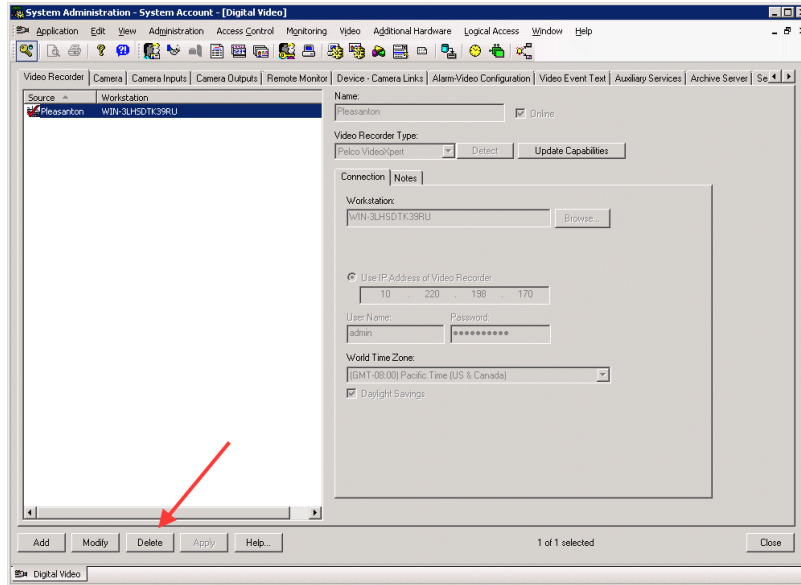 System Administration - System Account - [Digital Video]
Application Edit View Administration Access Control Monitoring Video Additional Hardware Logical Access Window Help
Video Recorder Camera Camera Inputs Camera Outputs Remote Monitor Device - Camera Links Alarm-Video Configuration Video Event Text Auxiliary Services Archive Server Se
Source Workstation
Pleasanton WIN-3LHSDTK39RU
Name:
Pleasanton Online
Video Recorder Type:
Pelco VideoXpert Detect Update Capabilities
Connection Notes
Workstation:
WIN-3LHSDTK39RU Browse...
Use IP Address of Video Recorder
10 . 220 . 198 . 170
User Name: Password:
admin ●●●●●●●●●●
World Time Zone:
(GMT-08:00) Pacific Time (US & Canada)
Daylight Savings
Add Modify Delete Apply Help... 1 of 1 selected Close
Digital Video